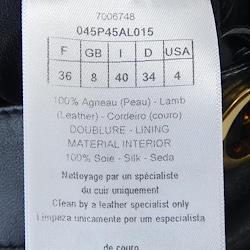 7006748
045P45AL015
F GB I D USA
36 8 40 34 4
100% Agneau (Peau) - Lamb
(Leather) - Cordeiro (couro)
DOUBLURE - LINING
MATERIAL INTERIOR
100% Soie - Silk - Seda
Nettoyage par un spécialiste
du cuir uniquement
Clean by a leather specialist only
Limpeza unicamente por um especialista
de couro